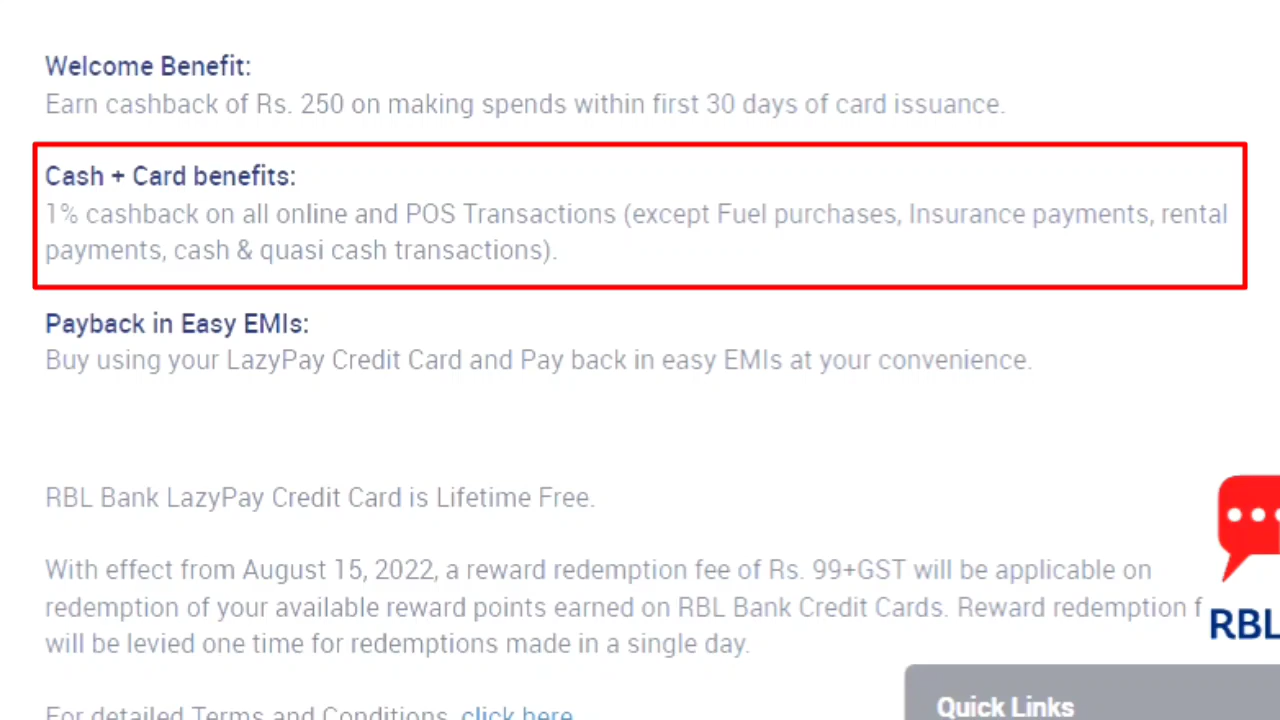 Welcome Benefit:
Earn cashback of Rs. 250 on making spends within first 30 days of card issuance.
Cash + Card benefits:
1% cashback on all online and POS Transactions (except Fuel purchases, Insurance payments, rental
payments, cash & quasi cash transactions).
Payback in Easy EMIs:
Buy using your LazyPay Credit Card and Pay back in easy EMIs at your convenience.
RBL Bank LazyPay Credit Card is Lifetime Free.
With effect from August 15, 2022, a reward redemption fee of Rs. 99+GST will be applicable on
redemption of your available reward points earned on RBL Bank Credit Cards. Reward redemption f
will be levied one time for redemptions made in a single day.
RBL
Quick Links
For detailed Terms and Conditions, click here